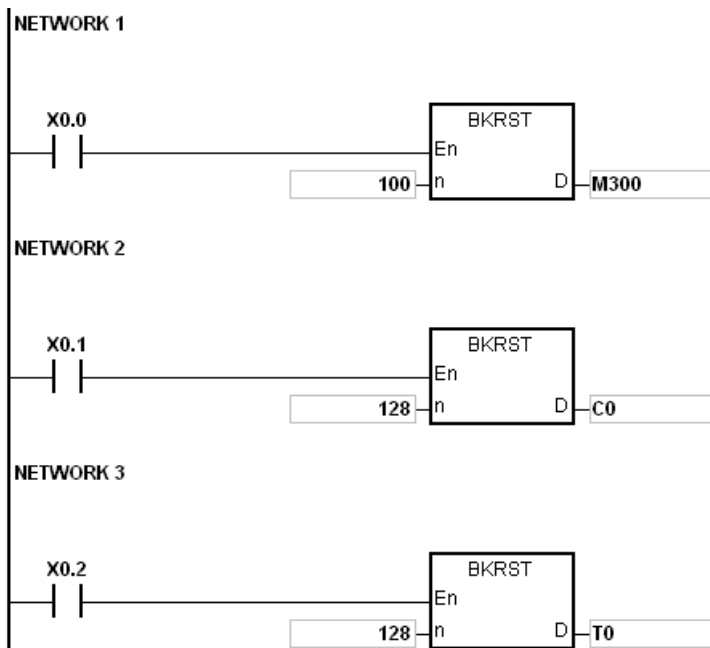 NETWORK 1
X0.0
BKRST
En
100 n D M300
NETWORK 2
X0.1
BKRST
En
128 n D C0
NETWORK 3
X0.2
BKRST
En
128 n D T0